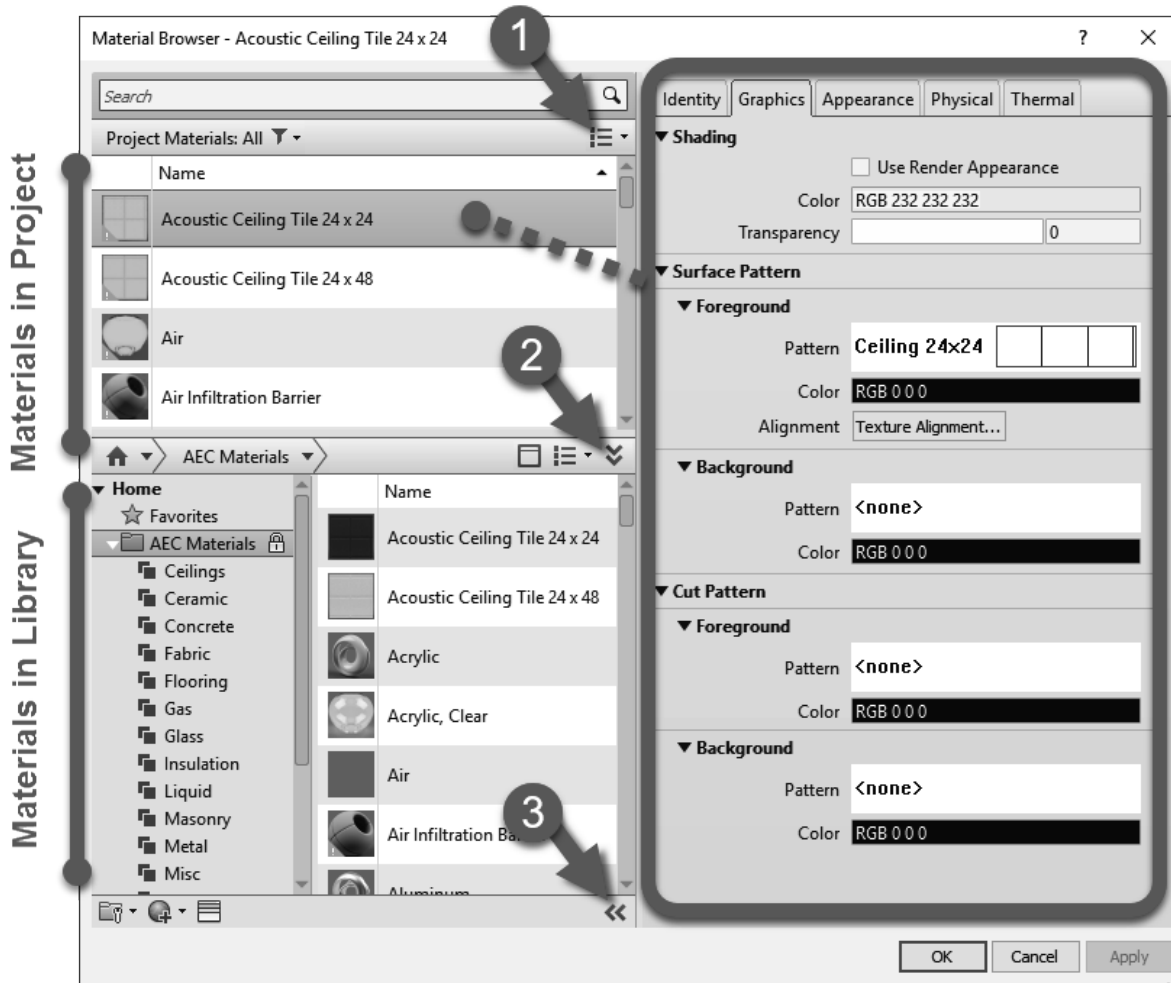 Material Browser - Acoustic Ceiling Tile 24 x 24
?
1
Search
Project Materials: All
Name
Acoustic Ceiling Tile 24 x 24
Acoustic Ceiling Tile 24 x 48
Air
Air Infiltration Barrier
Materials in Project
2
AEC Materials
Home
Favorites
AEC Materials
Ceilings
Ceramic
Concrete
Fabric
Flooring
Gas
Glass
Insulation
Liquid
Masonry
Metal
Misc
Materials in Library
Name
Acoustic Ceiling Tile 24 x 24
Acoustic Ceiling Tile 24 x 48
Acrylic
Acrylic, Clear
Air
Air Infiltration
Aluminum
3
Identity Graphics Appearance Physical Thermal
Shading
Use Render Appearance
Color RGB 232 232 232
Transparency 0
Surface Pattern
Foreground
Pattern Ceiling 24x24
Color RGB 0 0 0
Alignment Texture Alignment...
Background
Pattern <none>
Color RGB 0 0 0
Cut Pattern
Foreground
Pattern <none>
Color RGB 0 0 0
Background
Pattern <none>
Color RGB 0 0 0
OK Cancel Apply